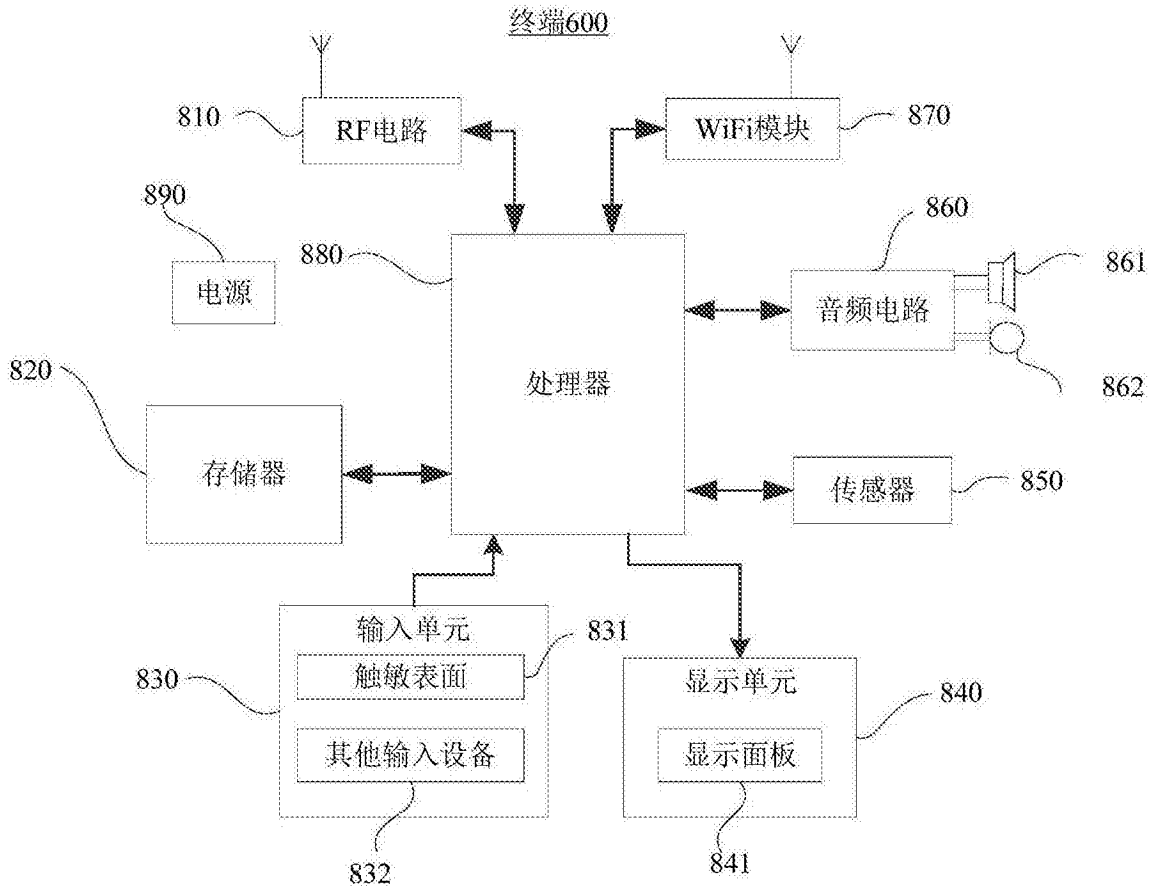 终端600
810
RF电路
WiFi模块
870
890
电源
880
处理器
860
音频电路
861
862
820
存储器
传感器
850
输入单元
831
触敏表面
830
其他输入设备
832
显示单元
840
显示面板
841